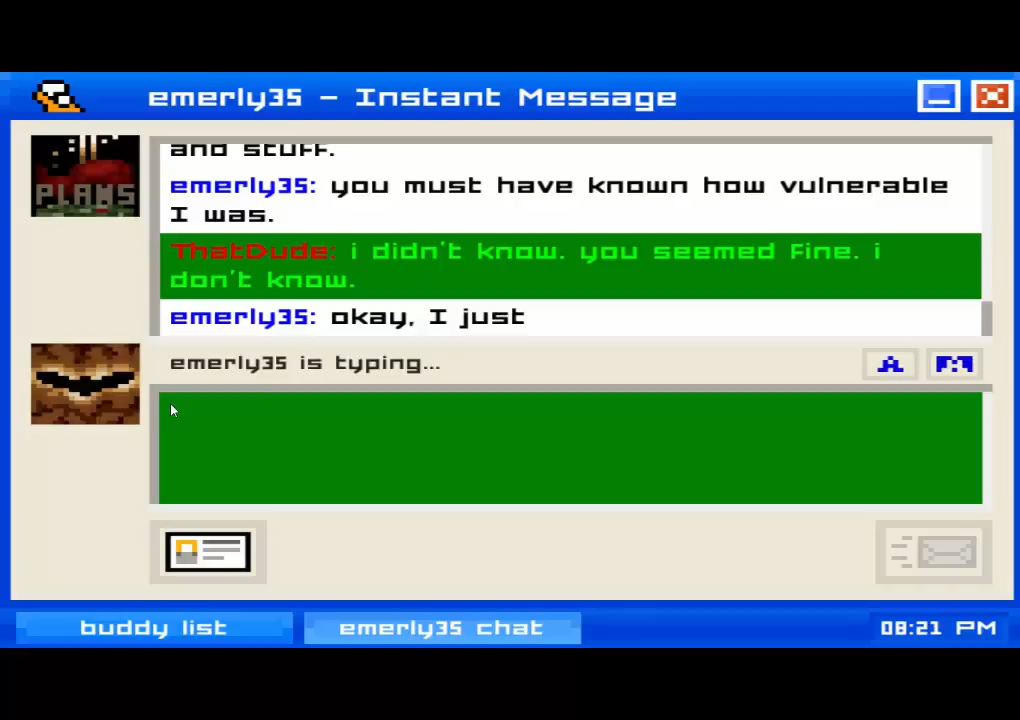 emerly35 - Instant Message
and stuff.
emerly35: you must have known how vulnerable
I was.
ThatDude: i didn't know. you seemed fine. i
don't know.
emerly35: okay, I just
PLANS
emerly35 is typing...
A
buddy list
emerly35 chat
08:21 PM